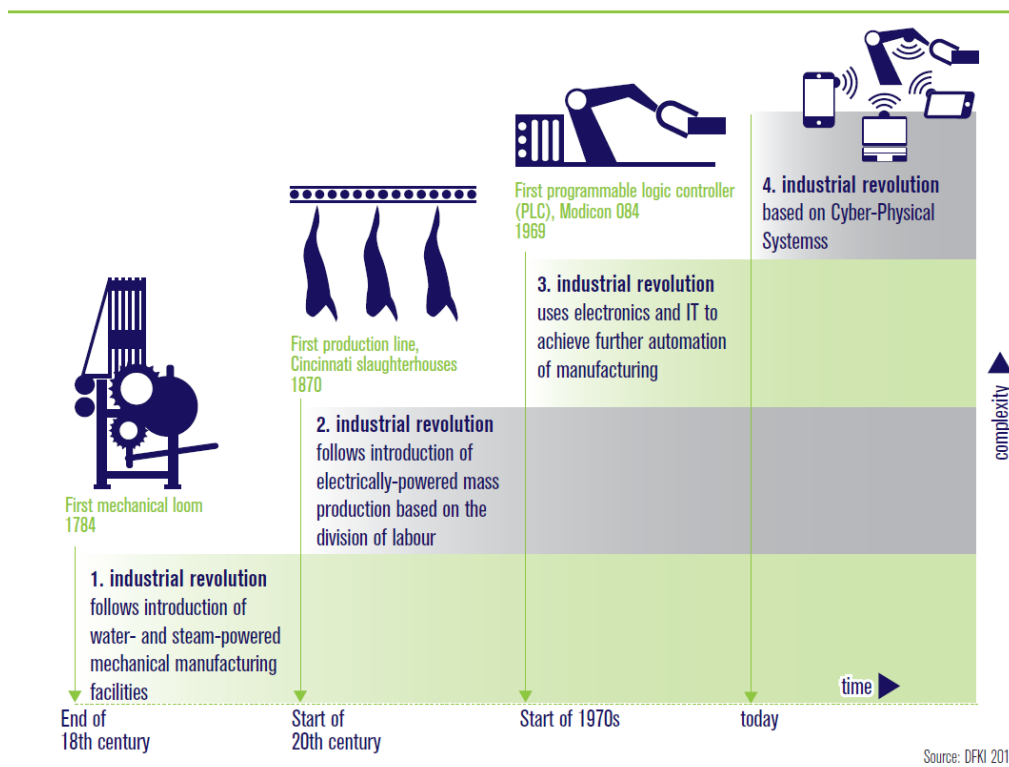 First mechanical loom
1784
First production line,
Cincinnati slaughterhouses
1870
First programmable logic controller
(PLC), Modicon 084
1969
4. industrial revolution
based on Cyber-Physical
Systemss
3. industrial revolution
uses electronics and IT to
achieve further automation
of manufacturing
2. industrial revolution
follows introduction of
electrically-powered mass
production based on the
division of labour
1. industrial revolution
follows introduction of
water- and steam-powered
mechanical manufacturing
facilities
complexity
time
End of
18th century
Start of
20th century
Start of 1970s
today
Source: DFKI 201